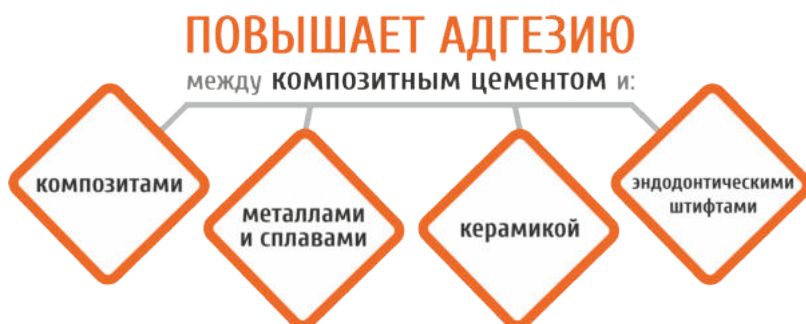 ПОВЫШАЕТ АДГЕЗИЮ
между композитным цементом и:
композитами
металлами
и сплавами
керамикой
эндодонтическими
штифтами